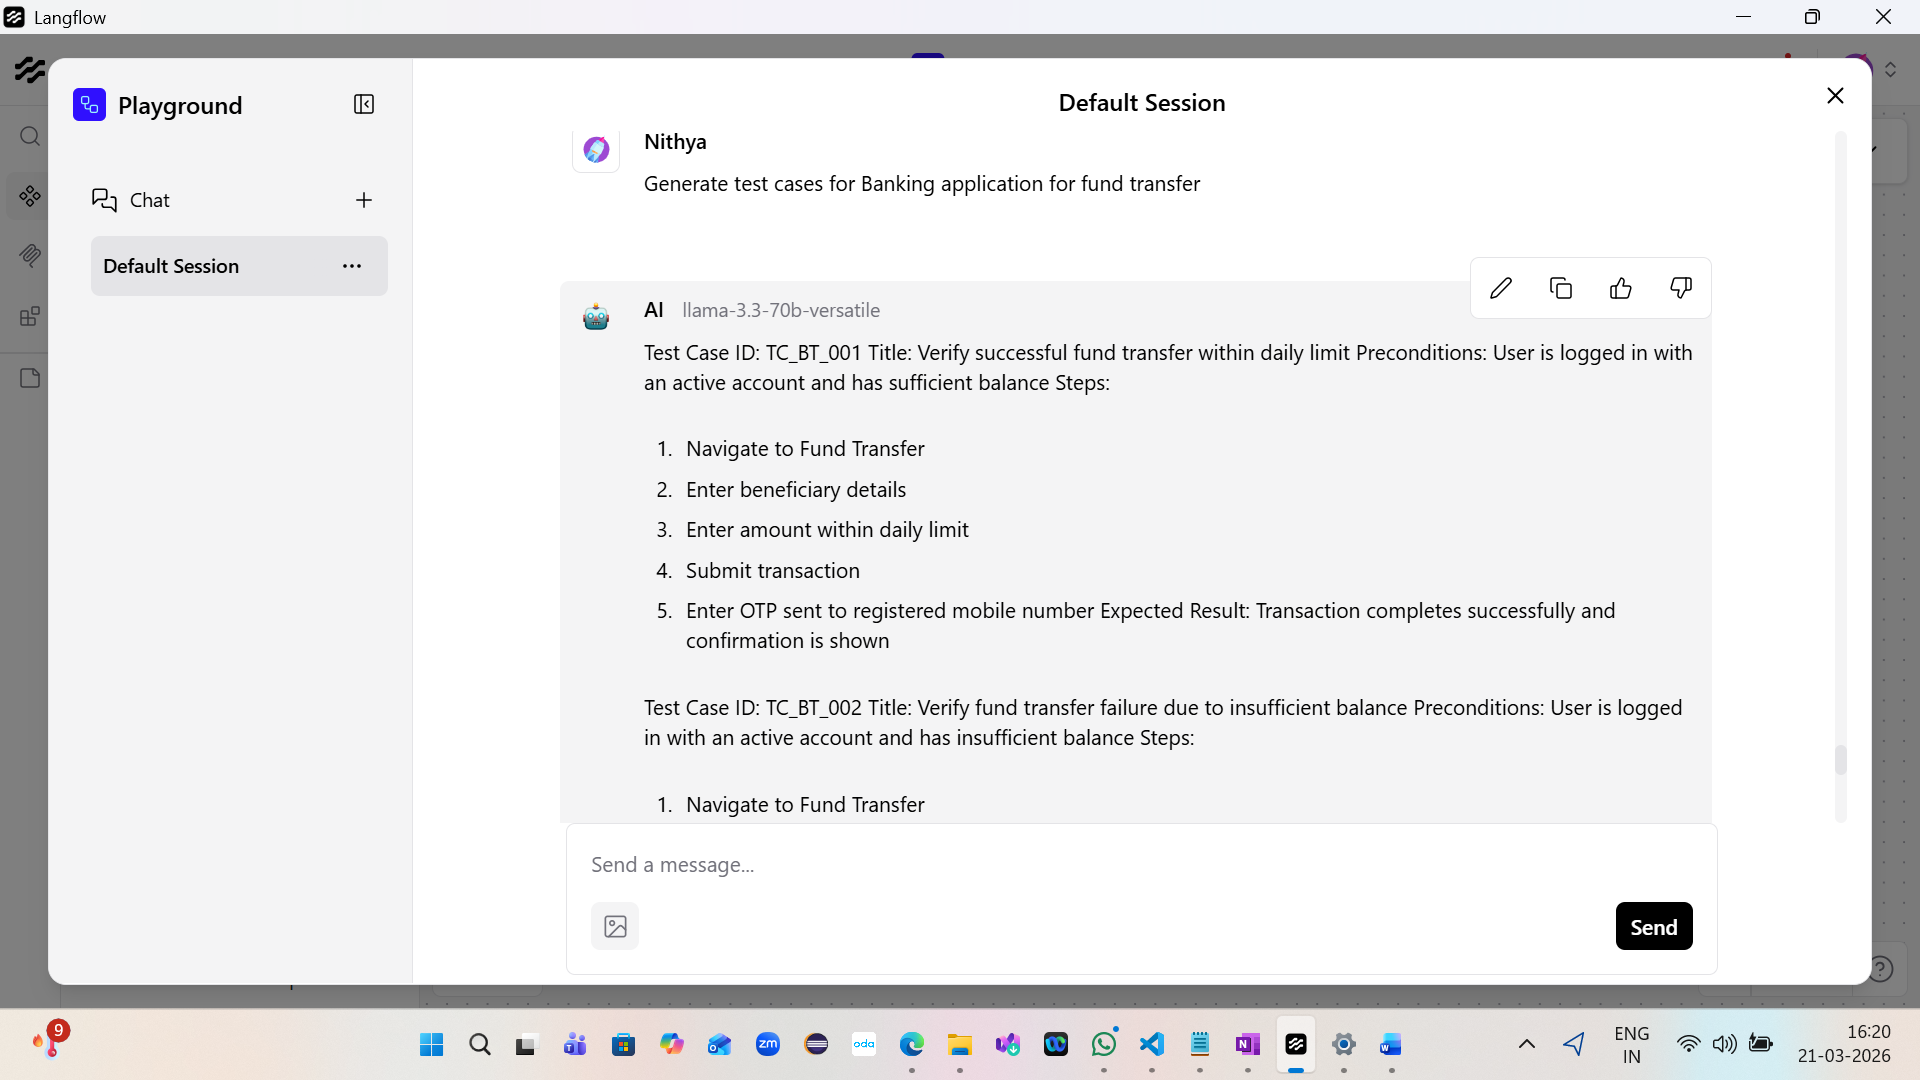 Langflow
Playground
Default Session
Nithya
Generate test cases for Banking application for fund transfer
Chat
Default Session
AI llama-3.3-70b-versatile
Test Case ID: TC_BT_001 Title: Verify successful fund transfer within daily limit Preconditions: User is logged in with
an active account and has sufficient balance Steps:
1. Navigate to Fund Transfer
2. Enter beneficiary details
3. Enter amount within daily limit
4. Submit transaction
5. Enter OTP sent to registered mobile number Expected Result: Transaction completes successfully and
confirmation is shown
Test Case ID: TC_BT_002 Title: Verify fund transfer failure due to insufficient balance Preconditions: User is logged
in with an active account and has insufficient balance Steps:
1. Navigate to Fund Transfer
Send a message...
Send
9
zm
oda
ENG
IN
16:20
21-03-2026